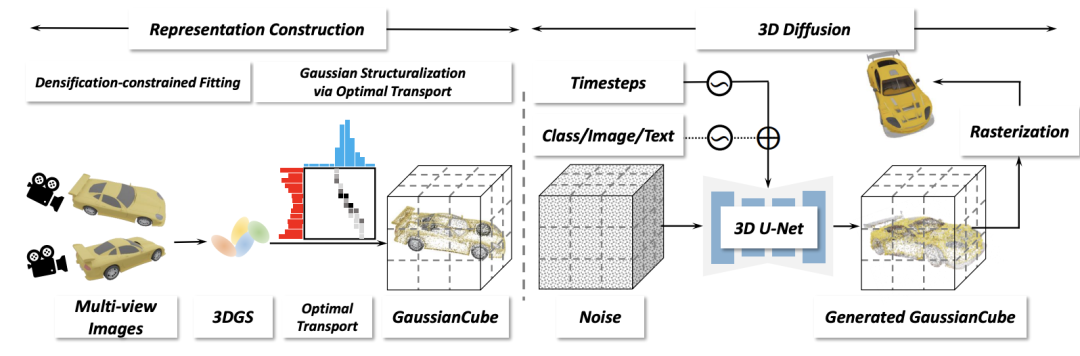 Representation Construction
3D Diffusion
Densification-constrained Fitting
Gaussian Structuralization
via Optimal Transport
Timesteps
Class/Image/Text
Rasterization
3D U-Net
Multi-view
Images
3DGS
Optimal
Transport
GaussianCube
Noise
Generated GaussianCube